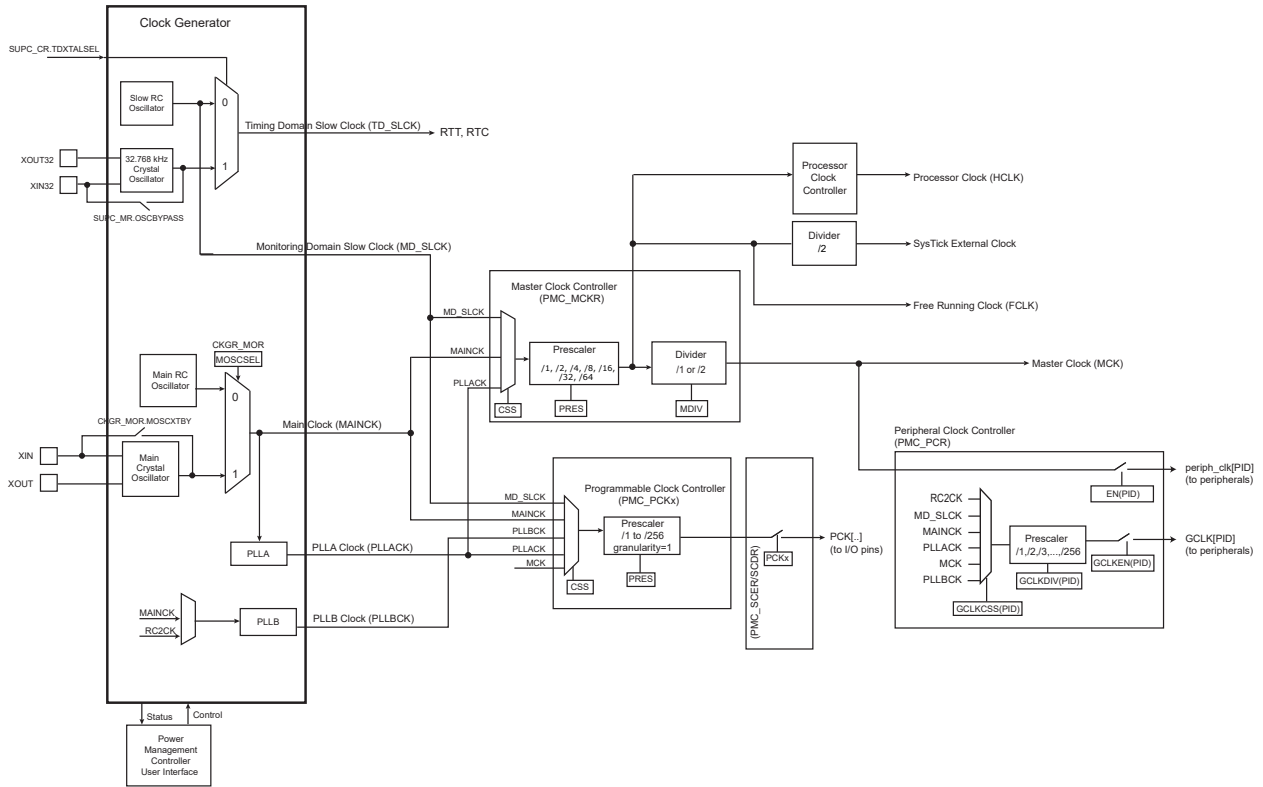 Clock Generator
SUPC_CR.TDXTALSEL
Slow RC
Oscillator
0
Timing Domain Slow Clock (TD_SLCK)
RTT, RTC
XOUT32
XIN32
32.768 kHz
Crystal
Oscillator
1
SUPC_MR.OSCBYPASS
Monitoring Domain Slow Clock (MD_SLCK)
Processor
Clock
Controller
Processor Clock (HCLK)
Divider
/2
SysTick External Clock
Free Running Clock (FCLK)
Master Clock Controller
(PMC_MCKR)
MD_SLCK
MAINCK
PLLACK
CSS
Prescaler
/1, /2, /4, /8, /16,
/32, /64
PRES
Divider
/1 or /2
MDIV
Master Clock (MCK)
CKGR_MOR
MOSCSEL
Main RC
Oscillator
0
CKGR_MOR.MOSCXTBY
Main Clock (MAINCK)
XIN
XOUT
Main
Crystal
Oscillator
1
PLLA
PLLA Clock (PLLACK)
MAINCK
RC2CK
PLLB
PLLB Clock (PLLBCK)
Programmable Clock Controller
(PMC_PCKx)
MD_SLCK
MAINCK
PLLBCK
PLLACK
MCK
CSS
Prescaler
/1 to /256
granularity=1
PRES
(PMC_SCER/SCDR)
PCKx
PCK[..]
(to I/O pins)
Peripheral Clock Controller
(PMC_PCR)
EN(PID)
periph_clk[PID]
(to peripherals)
RC2CK
MD_SLCK
MAINCK
PLLACK
MCK
PLLBCK
GCLKCSS(PID)
Prescaler
/1,/2,/3,...,/256
GCLKDIV(PID)
GCLKEN(PID)
GCLK[PID]
(to peripherals)
Status
Control
Power
Management
Controller
User Interface